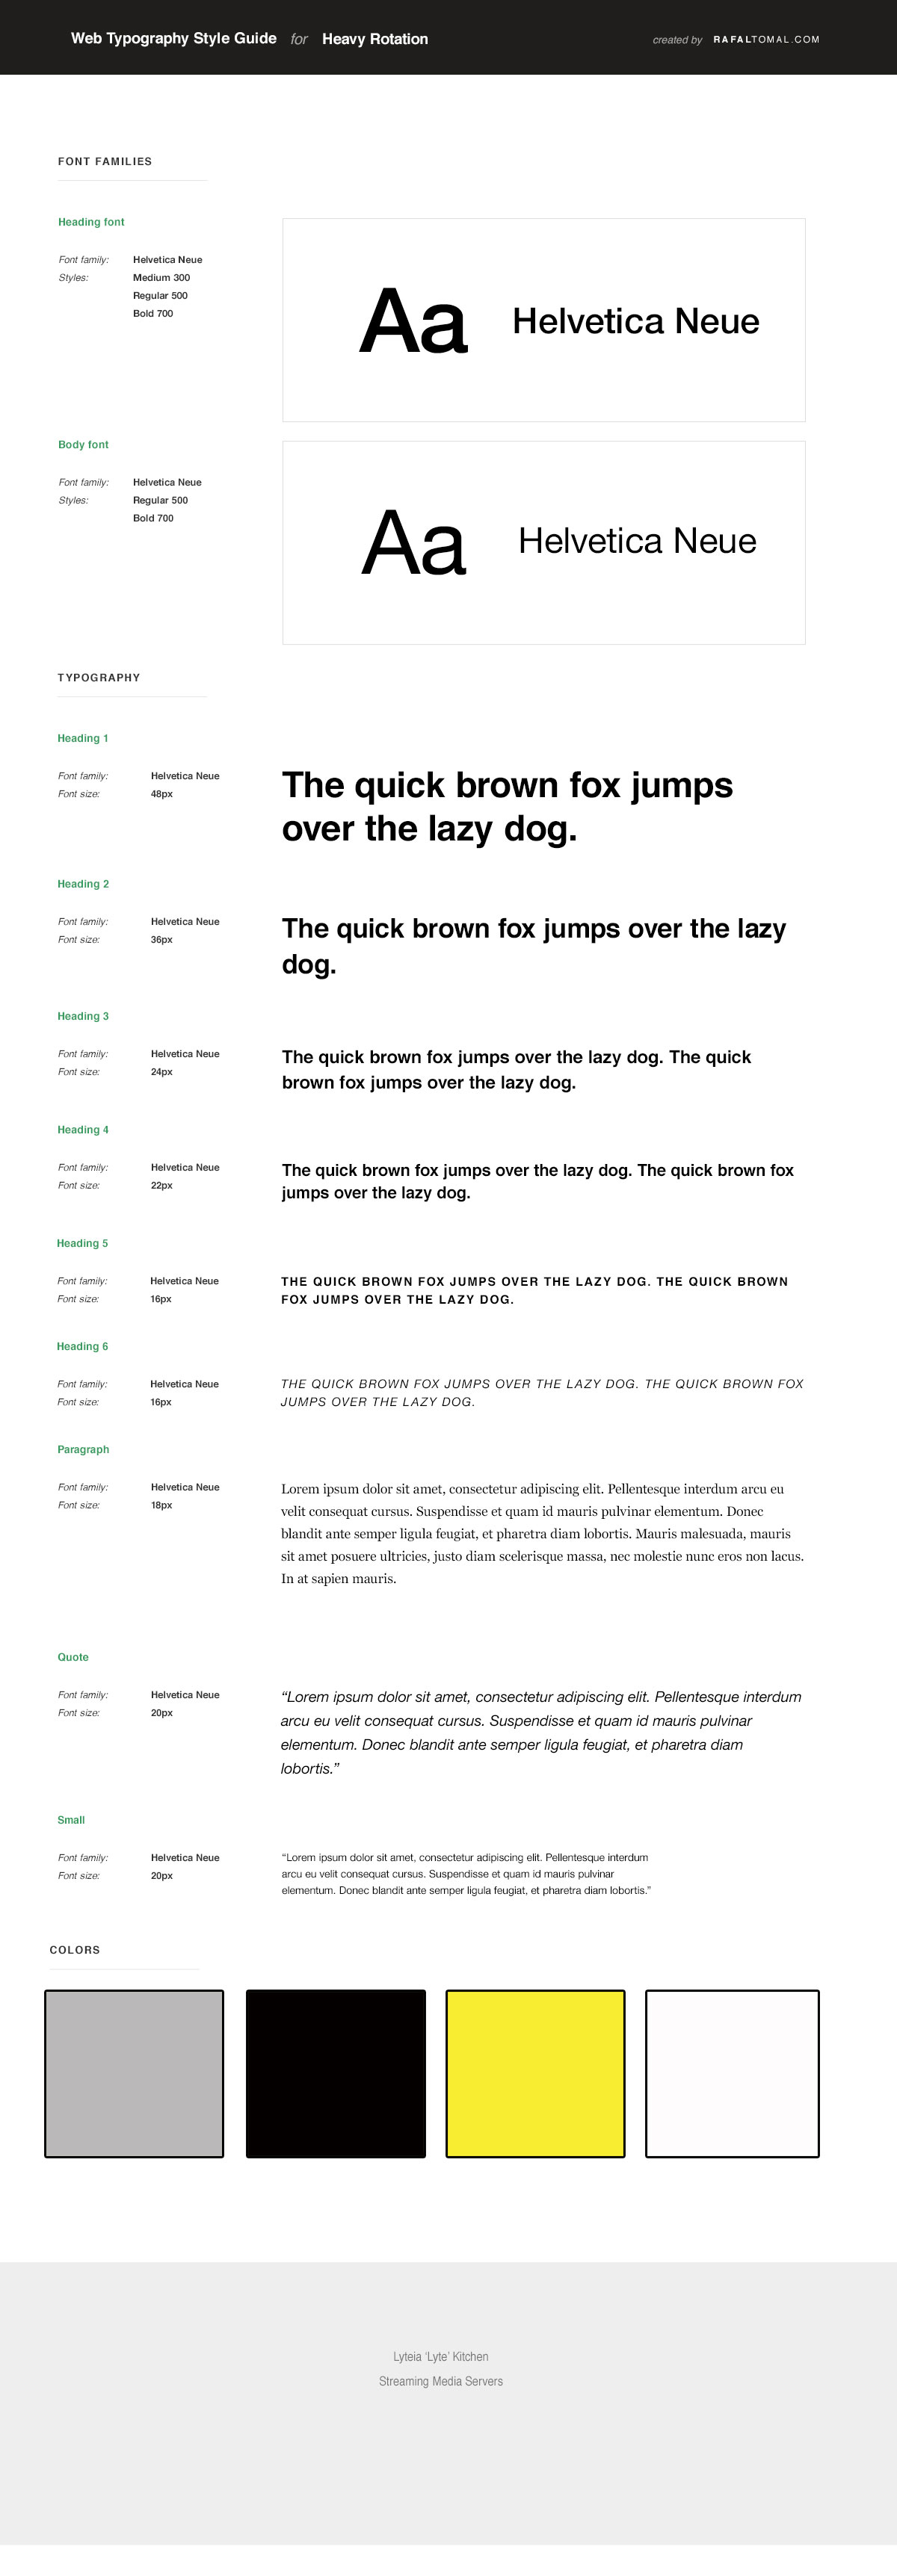 Web Typography Style Guide for Heavy Rotation created by RAFALTOMAL.COM
FONT FAMILIES
Heading font
Font family: Helvetica Neue
Styles: Medium 300
Regular 500
Bold 700
Aa Helvetica Neue
Body font
Font family: Helvetica Neue
Styles: Regular 500
Bold 700
Aa Helvetica Neue
TYPOGRAPHY
Heading 1
Font family: Helvetica Neue
Font size: 48px
The quick brown fox jumps
over the lazy dog.
Heading 2
Font family: Helvetica Neue
Font size: 36px
The quick brown fox jumps over the lazy
dog.
Heading 3
Font family: Helvetica Neue
Font size: 24px
The quick brown fox jumps over the lazy dog. The quick
brown fox jumps over the lazy dog.
Heading 4
Font family: Helvetica Neue
Font size: 22px
The quick brown fox jumps over the lazy dog. The quick brown fox
jumps over the lazy dog.
Heading 5
Font family: Helvetica Neue
Font size: 16px
THE QUICK BROWN FOX JUMPS OVER THE LAZY DOG. THE QUICK BROWN
FOX JUMPS OVER THE LAZY DOG.
Heading 6
Font family: Helvetica Neue
Font size: 16px
THE QUICK BROWN FOX JUMPS OVER THE LAZY DOG. THE QUICK BROWN FOX
JUMPS OVER THE LAZY DOG.
Paragraph
Font family: Helvetica Neue
Font size: 18px
Lorem ipsum dolor sit amet, consectetur adipiscing elit. Pellentesque interdum arcu eu
velit consequat cursus. Suspendisse et quam id mauris pulvinar elementum. Donec
blandit ante semper ligula feugiat, et pharetra diam lobortis. Mauris malesuada, mauris
sit amet posuere ultricies, justo diam scelerisque massa, nec molestie nunc eros non lacus.
In at sapien mauris.
Quote
Font family: Helvetica Neue
Font size: 20px
“Lorem ipsum dolor sit amet, consectetur adipiscing elit. Pellentesque interdum
arcu eu velit consequat cursus. Suspendisse et quam id mauris pulvinar
elementum. Donec blandit ante semper ligula feugiat, et pharetra diam
lobortis.”
Small
Font family: Helvetica Neue
Font size: 20px
“Lorem ipsum dolor sit amet, consectetur adipiscing elit. Pellentesque interdum
arcu eu velit consequat cursus. Suspendisse et quam id mauris pulvinar
elementum. Donec blandit ante semper ligula feugiat, et pharetra diam lobortis.”
COLORS
Lyteia ‘Lyte’ Kitchen
Streaming Media Servers